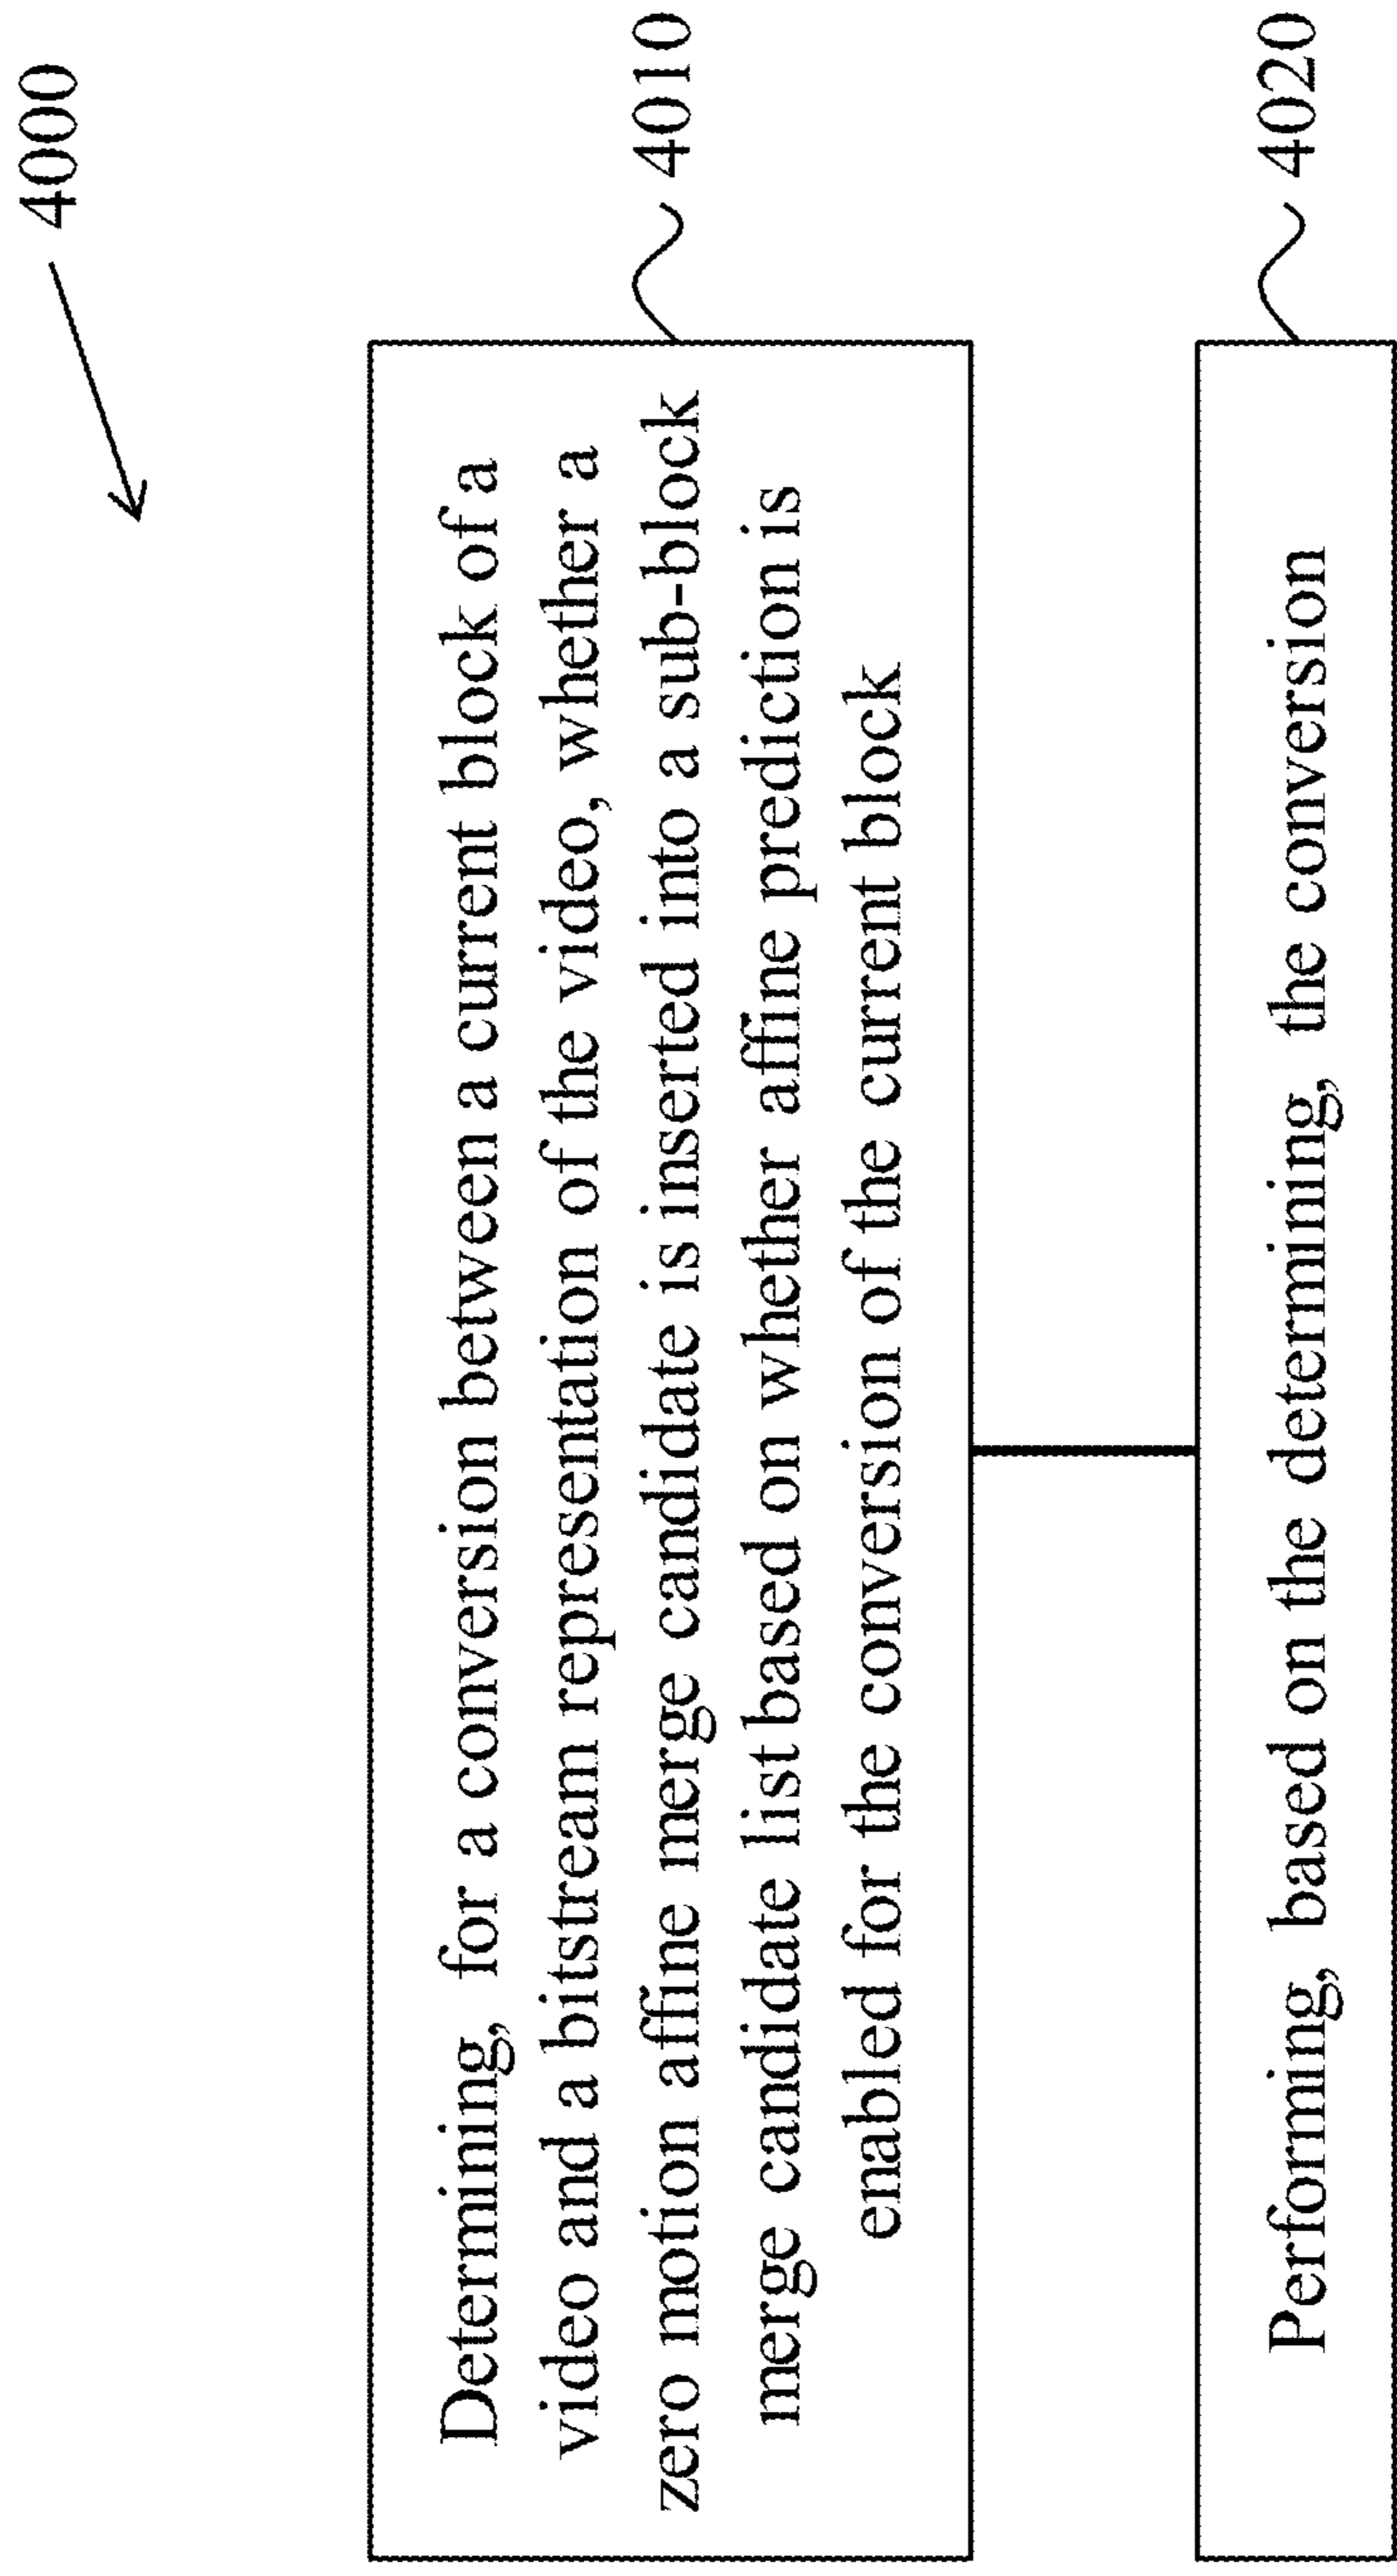 4000
Determining, for a conversion between a current block of a
video and a bitstream representation of the video, whether a
zero motion affine merge candidate is inserted into a sub-block
merge candidate list based on whether affine prediction is
enabled for the conversion of the current block
4010
Performing, based on the determining, the conversion
4020